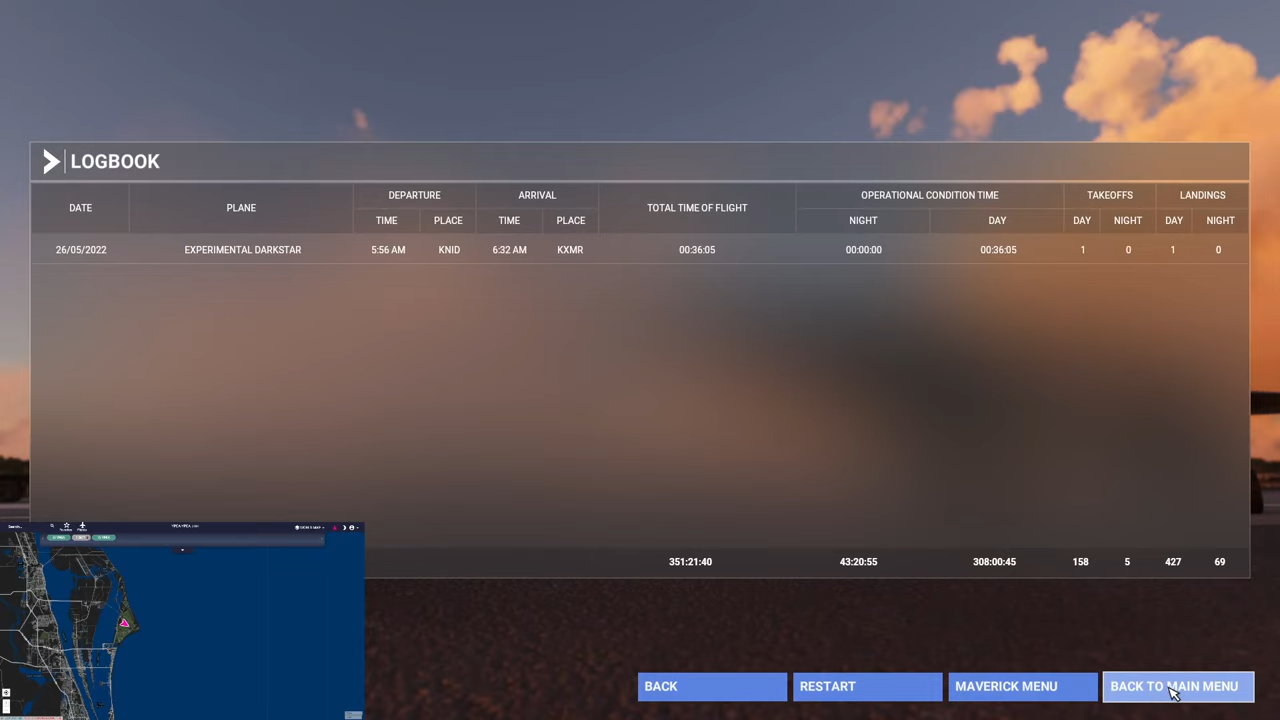 LOGBOOK
DATE PLANE DEPARTURE ARRIVAL TOTAL TIME OF FLIGHT OPERATIONAL CONDITION TIME TAKEOFFS LANDINGS
TIME PLACE TIME PLACE NIGHT DAY DAY NIGHT DAY NIGHT
26/05/2022 EXPERIMENTAL DARKSTAR 5:56 AM KNID 6:32 AM KXMR 00:36:05 00:00:00 00:36:05 1 0 1 0
351:21:40 43:20:55 308:00:45 158 5 427 69
BACK RESTART MAVERICK MENU BACK TO MAIN MENU